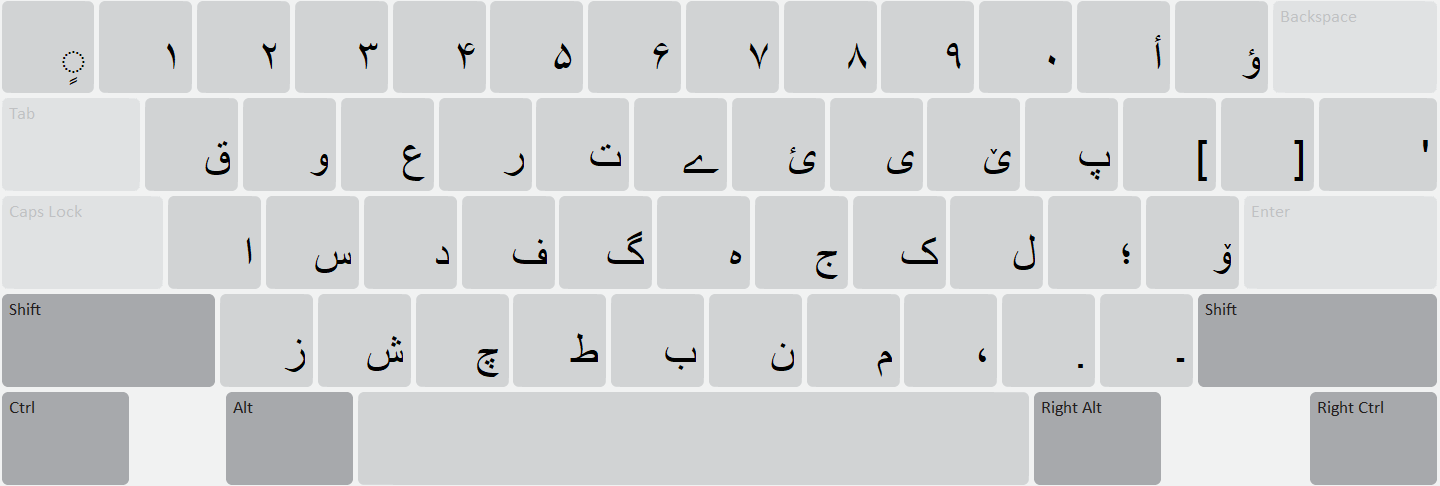 ٍ ۱ ۲ ۳ ۴ ۵ ۶ ۷ ۸ ۹ ۰ أ ؤ Backspace
Tab ق و ع ر ت ے ئ ی ێ پ [ ] '
Caps Lock ا س د ف گ ہ ج ک ل ؛ ۆ Enter
Shift ز ش چ ط ب ن م ، . - Shift
Ctrl Alt Right Alt Right Ctrl